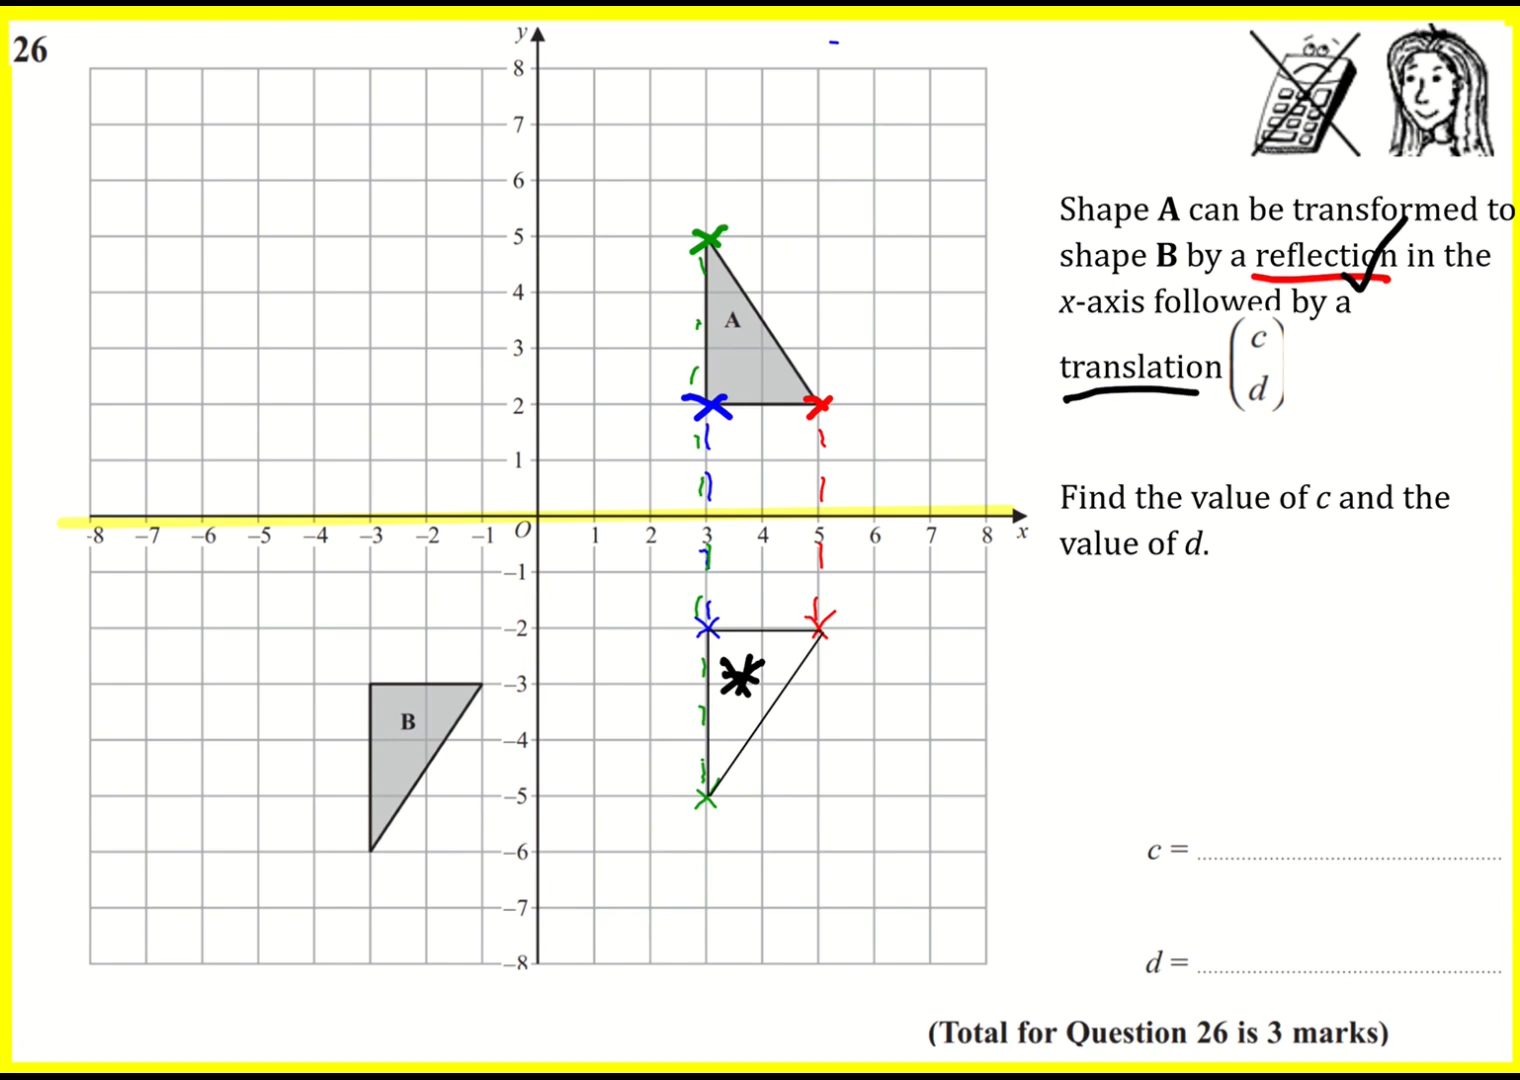 26
y
8
7
6
5
4
3
2
1
-8 –7 –6 –5 –4 –3 –2 –1 O 1 2 3 4 5 6 7 8 x
–1
–2
–3
–4
–5
–6
–7
–8
A
B
Shape A can be transformed to
shape B by a reflection in the
x-axis followed by a
translation (c
d)
Find the value of c and the
value of d.
c = ........................................
d = ........................................
(Total for Question 26 is 3 marks)